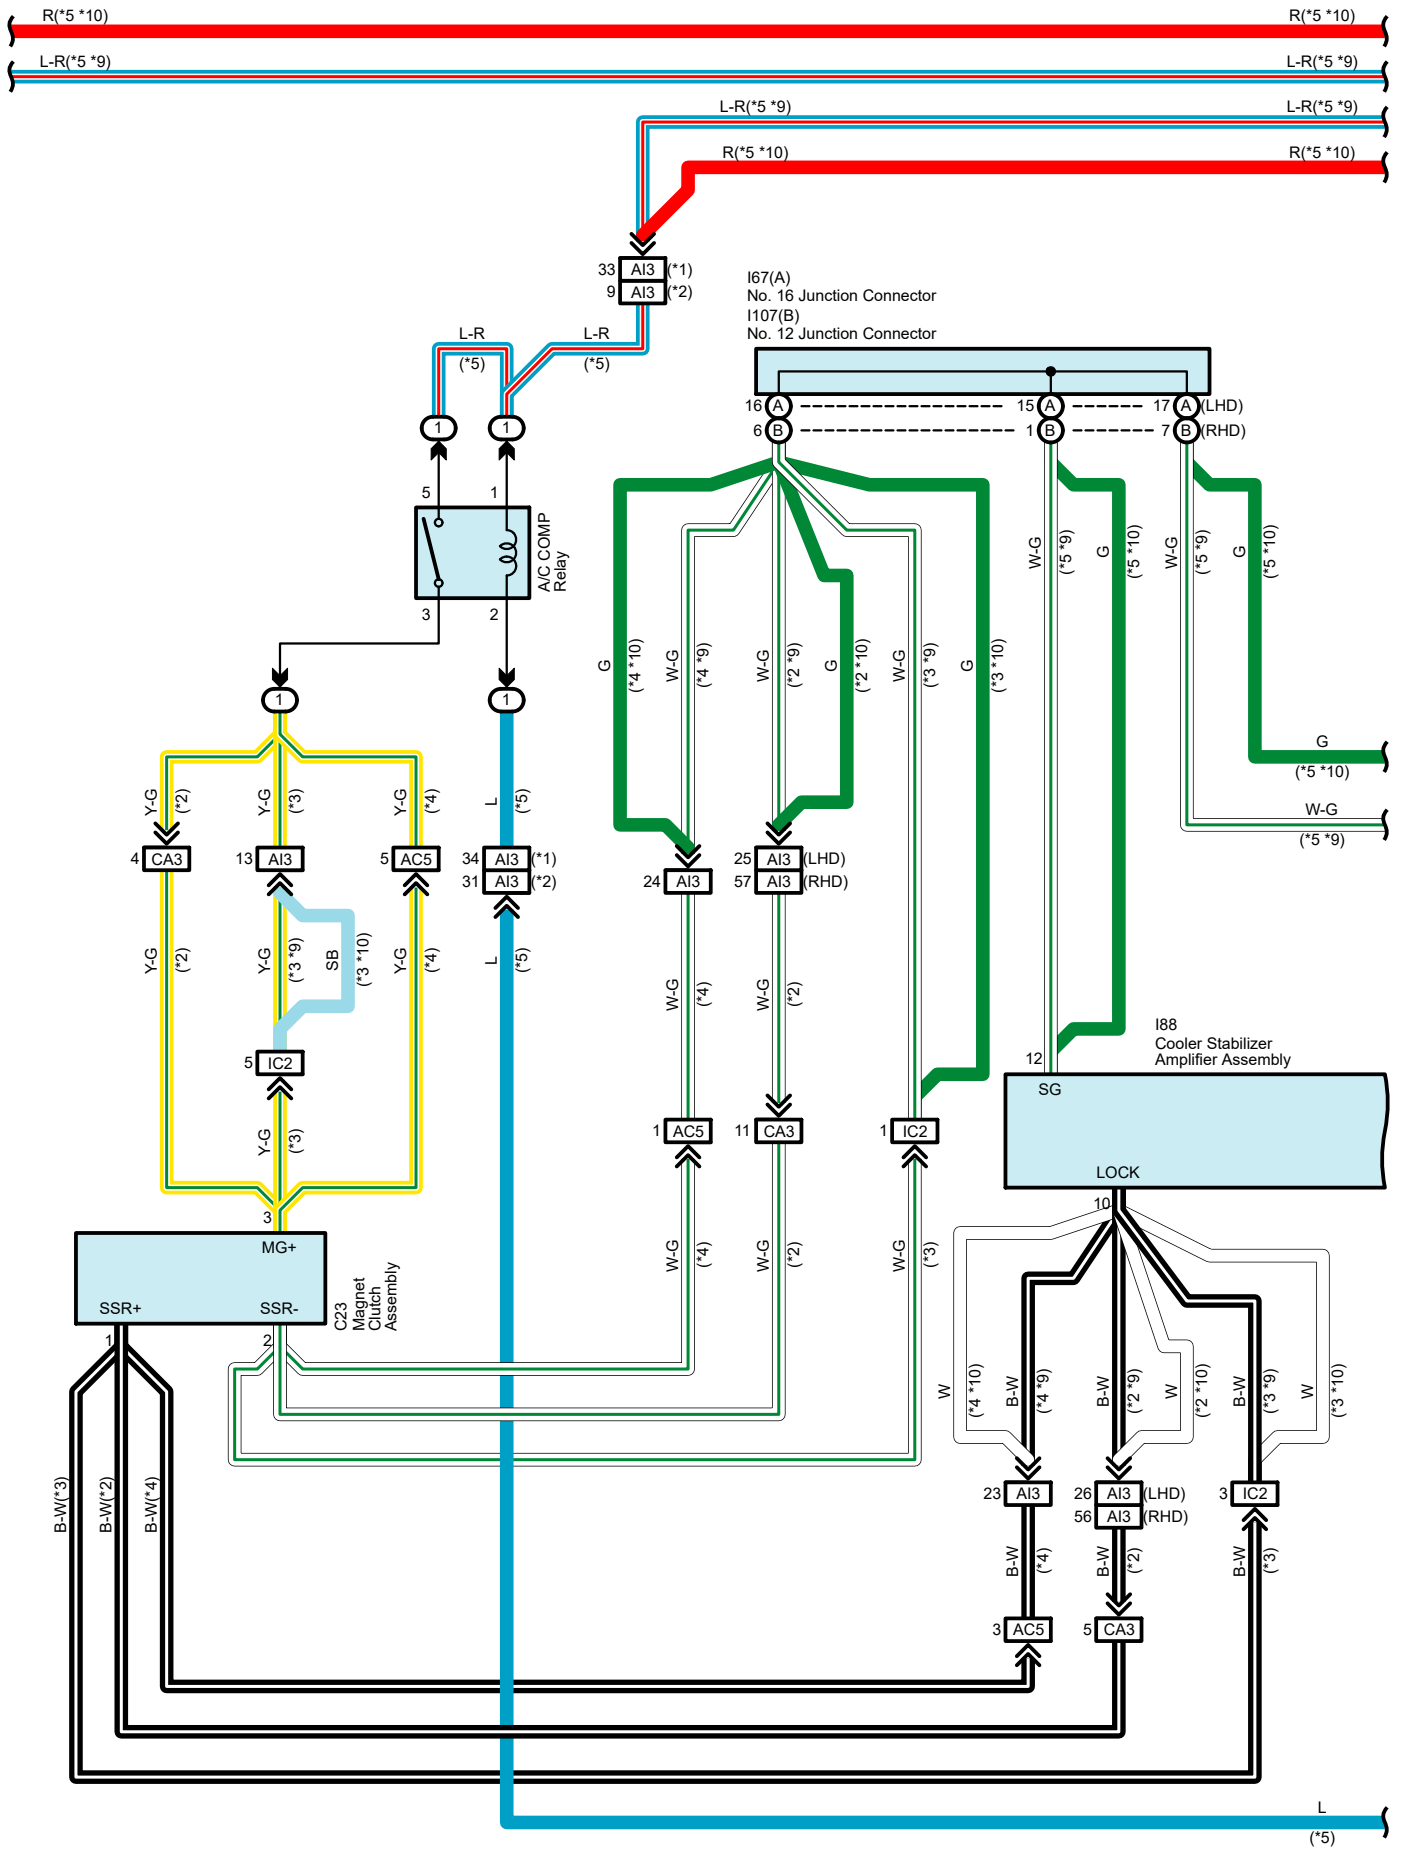 R(*5 *10)
R(*5 *10)
L-R(*5 *9)
L-R(*5 *9)
L-R(*5 *9)
L-R(*5 *9)
R(*5 *10)
R(*5 *10)
33 AI3 (*1)
9 AI3 (*2)
I67(A)
No. 16 Junction Connector
I107(B)
No. 12 Junction Connector
L-R
(*5)
L-R
(*5)
16 A
15 A
17 A (LHD)
6 B
1 B
7 B (RHD)
1
1
5
1
A/C COMP
Relay
3
2
W-G
(*5 *9)
G
(*5 *10)
W-G
(*5 *9)
G
(*5 *10)
G
(*4 *10)
W-G
(*4 *9)
W-G
(*2 *9)
G
(*2 *10)
W-G
(*3 *9)
G
(*3 *10)
1
1
G
(*5 *10)
W-G
(*5 *9)
Y-G
(*2)
Y-G
(*3)
Y-G
(*4)
L
(*5)
4 CA3
13 AI3
5 AC5
34 AI3 (*1)
31 AI3 (*2)
24 AI3
25 AI3 (LHD)
57 AI3 (RHD)
Y-G
(*2)
Y-G
(*3 *9)
SB
(*3 *10)
Y-G
(*4)
L
(*5)
W-G
(*4)
W-G
(*2)
I88
Cooler Stabilizer
Amplifier Assembly
5 IC2
12
SG
Y-G
(*3)
1 AC5
11 CA3
1 IC2
LOCK
10
3
MG+
SSR+
SSR-
C23
Magnet
Clutch
Assembly
W-G
(*4)
W-G
(*2)
W-G
(*3)
1
2
W
(*4 *10)
B-W
(*4 *9)
B-W
(*2 *9)
W
(*2 *10)
B-W
(*3 *9)
W
(*3 *10)
B-W(*3)
B-W(*2)
B-W(*4)
23 AI3
26 AI3 (LHD)
56 AI3 (RHD)
3 IC2
B-W
(*4)
B-W
(*2)
B-W
(*3)
3 AC5
5 CA3
L
(*5)